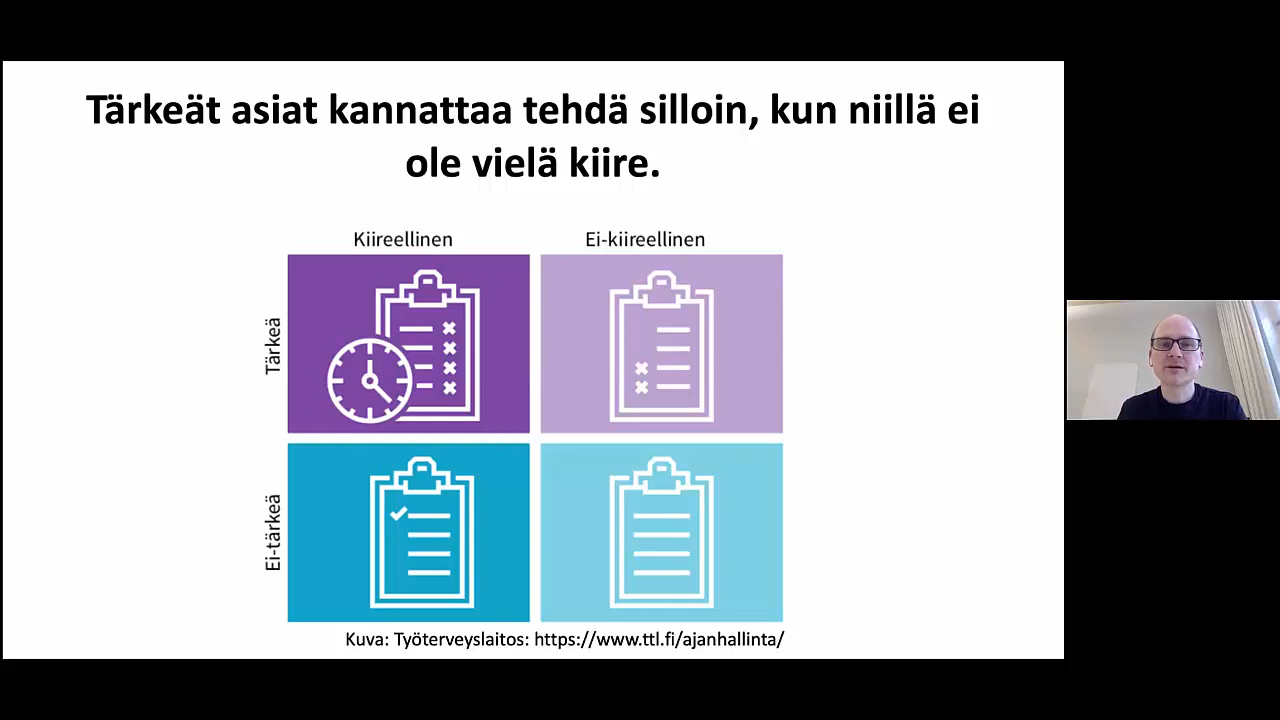 Tärkeät asiat kannattaa tehdä silloin, kun niillä ei
ole vielä kiire.
Kiireellinen
Ei-kiireellinen
Tärkeä
Ei-tärkeä
Kuva: Työterveyslaitos: https://www.ttl.fi/ajanhallinta/